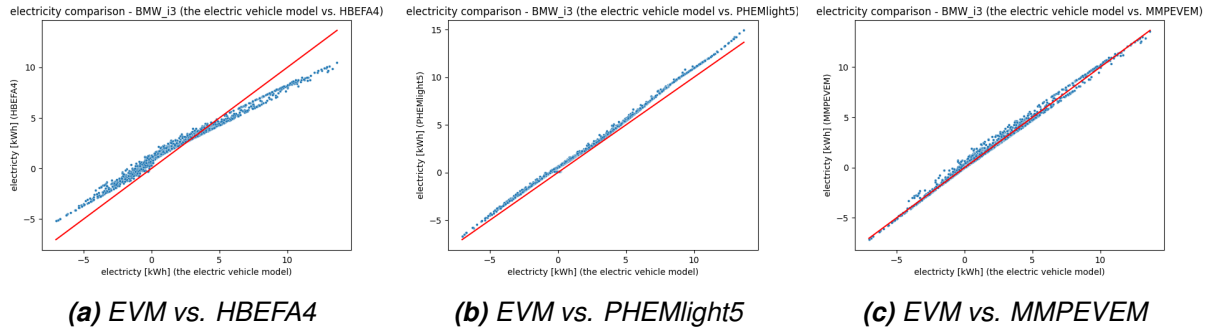 electricity comparison - BMW_i3 (the electric vehicle model vs. HBEFA4)
10
5
0
−5
electricty [kWh] (HBEFA4)
−5
0
5
10
electricty [kWh] (the electric vehicle model)
(a) EVM vs. HBEFA4
electricity comparison - BMW_i3 (the electric vehicle model vs. PHEMlight5)
15
10
5
0
−5
electricty [kWh] (PHEMlight5)
−5
0
5
10
electricty [kWh] (the electric vehicle model)
(b) EVM vs. PHEMlight5
electricity comparison - BMW_i3 (the electric vehicle model vs. MMPEVEM)
10
5
0
−5
electricty [kWh] (MMPEVEM)
−5
0
5
10
electricty [kWh] (the electric vehicle model)
(c) EVM vs. MMPEVEM